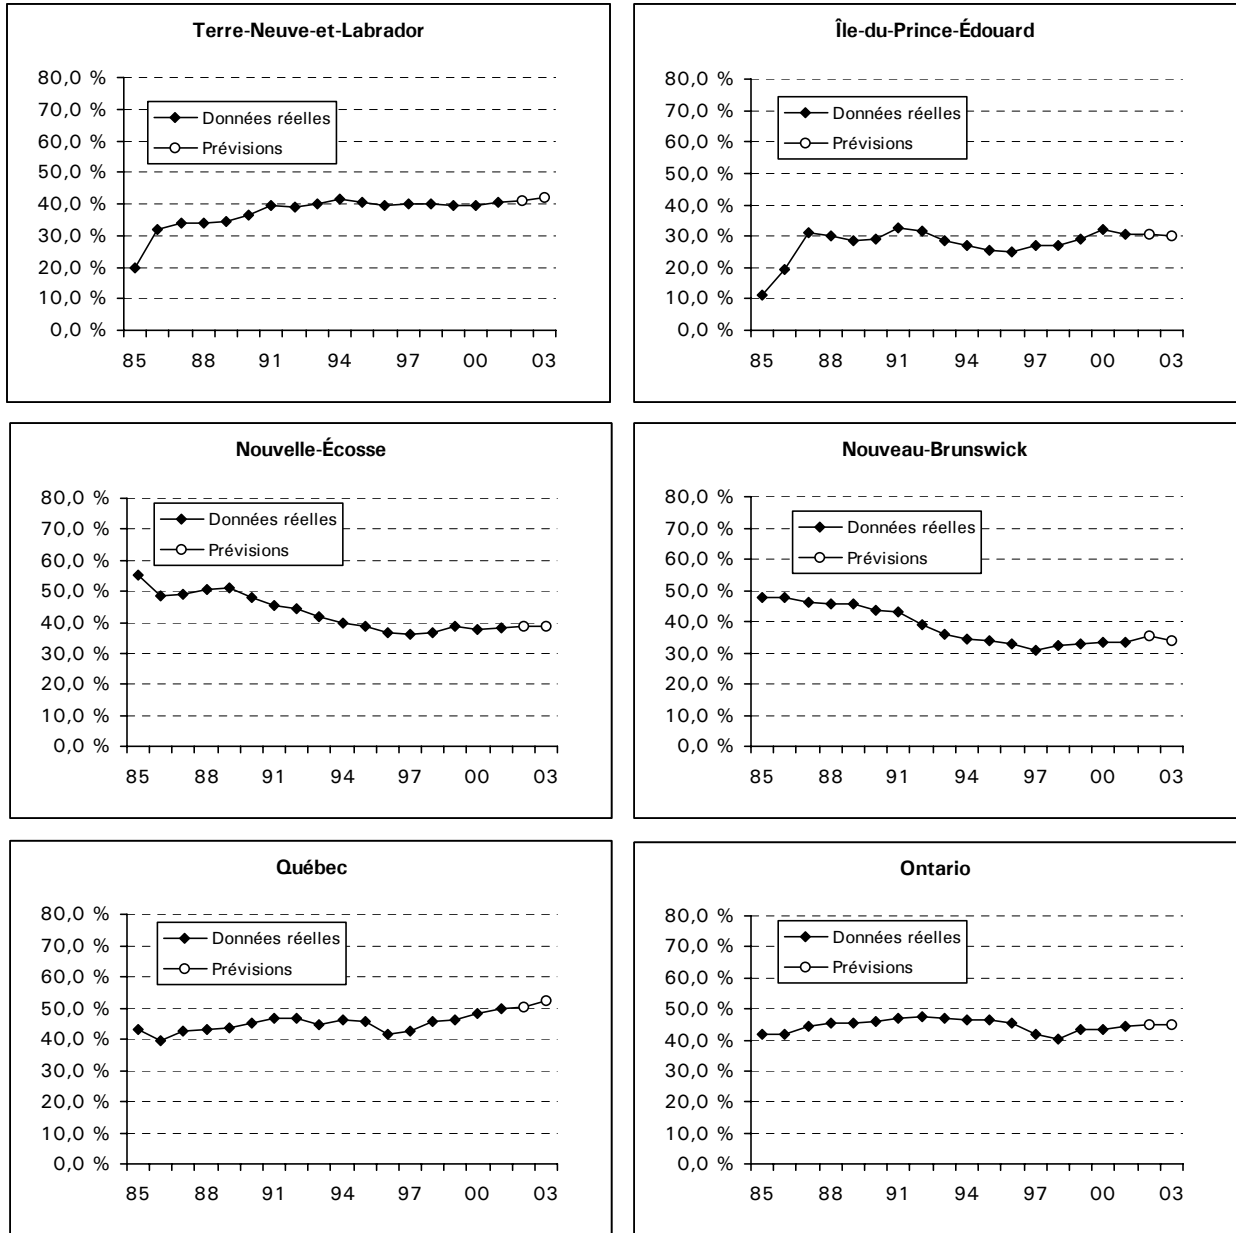 Terre-Neuve-et-Labrador
80,0 %
70,0 %
60,0 %
50,0 %
40,0 %
30,0 %
20,0 %
10,0 %
0,0 %
Données réelles
Prévisions
85 88 91 94 97 00 03
Île-du-Prince-Édouard
80,0 %
70,0 %
60,0 %
50,0 %
40,0 %
30,0 %
20,0 %
10,0 %
0,0 %
Données réelles
Prévisions
85 88 91 94 97 00 03
Nouvelle-Écosse
80,0 %
70,0 %
60,0 %
50,0 %
40,0 %
30,0 %
20,0 %
10,0 %
0,0 %
Données réelles
Prévisions
85 88 91 94 97 00 03
Nouveau-Brunswick
80,0 %
70,0 %
60,0 %
50,0 %
40,0 %
30,0 %
20,0 %
10,0 %
0,0 %
Données réelles
Prévisions
85 88 91 94 97 00 03
Québec
80,0 %
70,0 %
60,0 %
50,0 %
40,0 %
30,0 %
20,0 %
10,0 %
0,0 %
Données réelles
Prévisions
85 88 91 94 97 00 03
Ontario
80,0 %
70,0 %
60,0 %
50,0 %
40,0 %
30,0 %
20,0 %
10,0 %
0,0 %
Données réelles
Prévisions
85 88 91 94 97 00 03